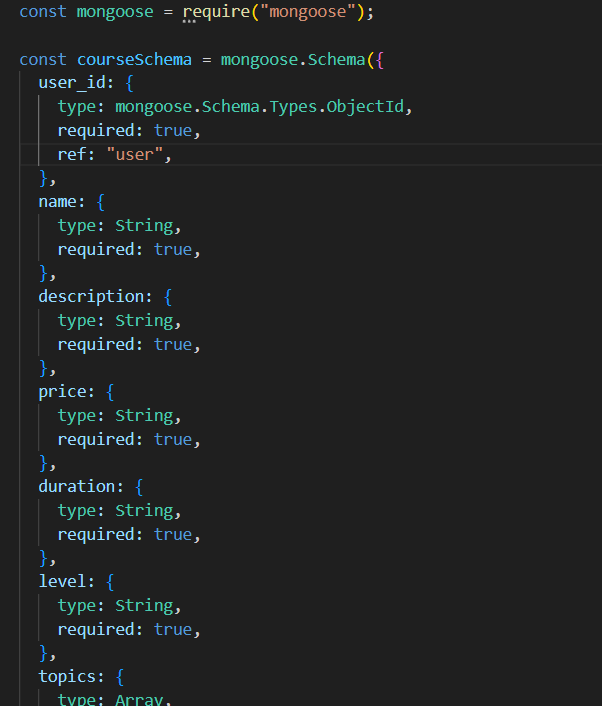 const mongoose = require("mongoose");
const courseSchema = mongoose.Schema({
user_id: {
type: mongoose.Schema.Types.ObjectId,
required: true,
ref: "user",
},
name: {
type: String,
required: true,
},
description: {
type: String,
required: true,
},
price: {
type: String,
required: true,
},
duration: {
type: String,
required: true,
},
level: {
type: String,
required: true,
},
topics: {
type: Array,